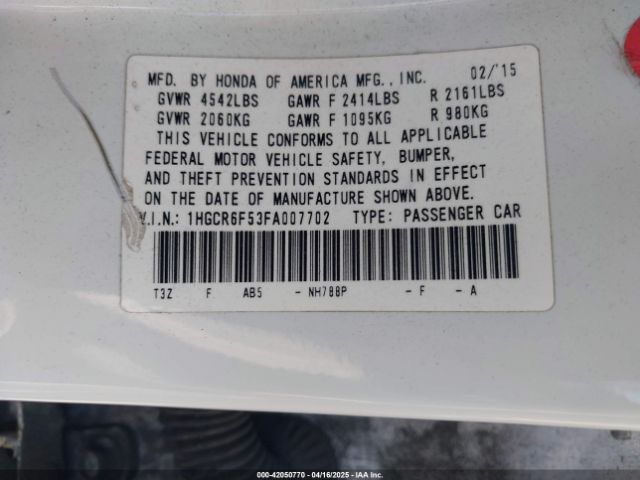 MFD. BY HONDA OF AMERICA MFG., INC. 02/'15
GVWR 4542LBS GAWR F 2414LBS R 2161LBS
GVWR 2060KG GAWR F 1095KG R 980KG
THIS VEHICLE CONFORMS TO ALL APPLICABLE
FEDERAL MOTOR VEHICLE SAFETY, BUMPER,
AND THEFT PREVENTION STANDARDS IN EFFECT
ON THE DATE OF MANUFACTURE SHOWN ABOVE.
V.I.N.: 1HGCR6F53FA007702 TYPE: PASSENGER CAR
T3Z F AB5 - NH788P - F - A
000-42050770 - 04/16/2025 - IAAI.COM